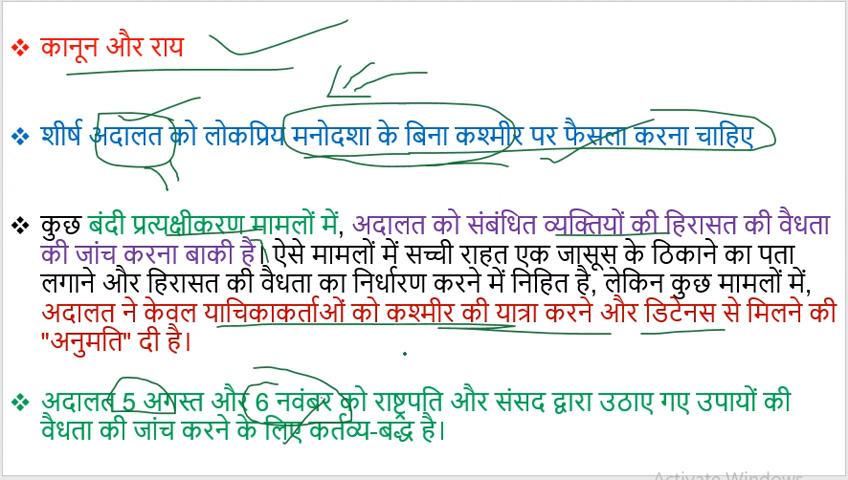 ❖ कानून और राय
❖ शीर्ष अदालत को लोकप्रिय मनोदशा के बिना कश्मीर पर फैसला करना चाहिए
❖ कुछ बंदी प्रत्यक्षीकरण मामलों में, अदालत को संबंधित व्यक्तियों की हिरासत की वैधता
की जांच करना बाकी है। ऐसे मामलों में सच्ची राहत एक जासूस के ठिकाने का पता
लगाने और हिरासत की वैधता का निर्धारण करने में निहित है, लेकिन कुछ मामलों में,
अदालत ने केवल याचिकाकर्ताओं को कश्मीर की यात्रा करने और डिटेनस से मिलने की
"अनुमति" दी है।
❖ अदालत 5 अगस्त और 6 नवंबर को राष्ट्रपति और संसद द्वारा उठाए गए उपायों की
वैधता की जांच करने के लिए कर्तव्य-बद्ध है।
Activate Windows